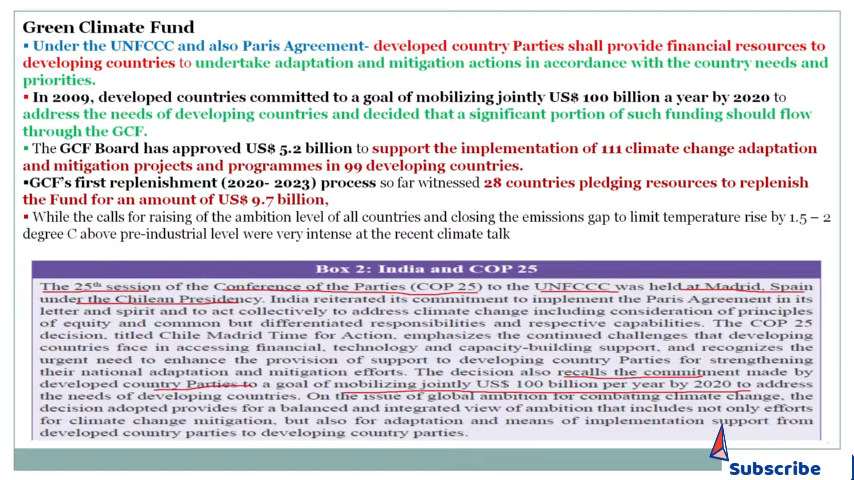 Green Climate Fund
▪ Under the UNFCCC and also Paris Agreement- developed country Parties shall provide financial resources to
developing countries to undertake adaptation and mitigation actions in accordance with the country needs and
priorities.
▪ In 2009, developed countries committed to a goal of mobilizing jointly US$ 100 billion a year by 2020 to
address the needs of developing countries and decided that a significant portion of such funding should flow
through the GCF.
▪ The GCF Board has approved US$ 5.2 billion to support the implementation of 111 climate change adaptation
and mitigation projects and programmes in 99 developing countries.
▪GCF's first replenishment (2020- 2023) process so far witnessed 28 countries pledging resources to replenish
the Fund for an amount of US$ 9.7 billion,
▪ While the calls for raising of the ambition level of all countries and closing the emissions gap to limit temperature rise by 1.5 – 2
degree C above pre-industrial level were very intense at the recent climate talk
Box 2: India and COP 25
The 25th session of the Conference of the Parties (COP 25) to the UNFCCC was held at Madrid, Spain
under the Chilean Presidency. India reiterated its commitment to implement the Paris Agreement in its
letter and spirit and to act collectively to address climate change including consideration of principles
of equity and common but differentiated responsibilities and respective capabilities. The COP 25
decision, titled Chile Madrid Time for Action, emphasizes the continued challenges that developing
countries face in accessing financial, technology and capacity-building support, and recognizes the
urgent need to enhance the provision of support to developing country Parties for strengthening
their national adaptation and mitigation efforts. The decision also recalls the commitment made by
developed country Parties to a goal of mobilizing jointly US$ 100 billion per year by 2020 to address
the needs of developing countries. On the issue of global ambition for combating climate change, the
decision adopted provides for a balanced and integrated view of ambition that includes not only efforts
for climate change mitigation, but also for adaptation and means of implementation support from
developed country parties to developing country parties.
Subscribe